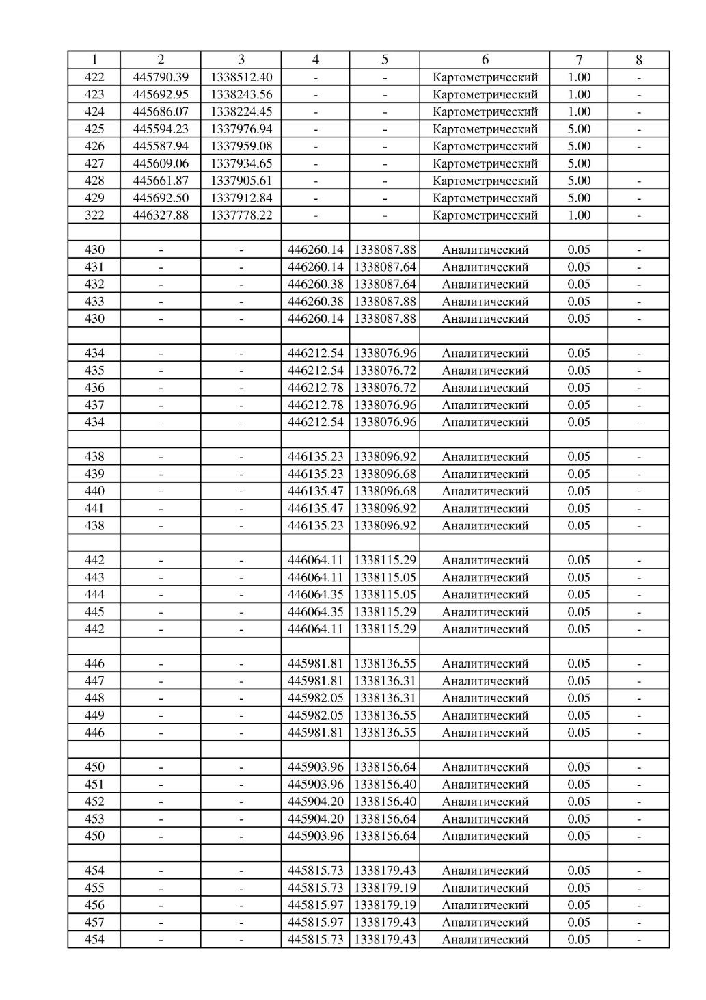 1 2 3 4 5 6 7 8
422 445790.39 1338512.40 - - Картометрический 1.00 -
423 445692.95 1338243.56 - - Картометрический 1.00 -
424 445686.07 1338224.45 - - Картометрический 1.00 -
425 445594.23 1337976.94 - - Картометрический 5.00 -
426 445587.94 1337959.08 - - Картометрический 5.00 -
427 445609.06 1337934.65 - - Картометрический 5.00
428 445661.87 1337905.61 - - Картометрический 5.00 -
429 445692.50 1337912.84 - - Картометрический 5.00 -
322 446327.88 1337778.22 - - Картометрический 1.00 -
430 - - 446260.14 1338087.88 Аналитический 0.05 -
431 - - 446260.14 1338087.64 Аналитический 0.05 -
432 - - 446260.38 1338087.64 Аналитический 0.05 -
433 - - 446260.38 1338087.88 Аналитический 0.05 -
430 - - 446260.14 1338087.88 Аналитический 0.05 -
434 - - 446212.54 1338076.96 Аналитический 0.05 -
435 - - 446212.54 1338076.72 Аналитический 0.05 -
436 - - 446212.78 1338076.72 Аналитический 0.05 -
437 - - 446212.78 1338076.96 Аналитический 0.05 -
434 - - 446212.54 1338076.96 Аналитический 0.05 -
438 - - 446135.23 1338096.92 Аналитический 0.05 -
439 - - 446135.23 1338096.68 Аналитический 0.05 -
440 - - 446135.47 1338096.68 Аналитический 0.05 -
441 - - 446135.47 1338096.92 Аналитический 0.05 -
438 - - 446135.23 1338096.92 Аналитический 0.05 -
442 - - 446064.11 1338115.29 Аналитический 0.05 -
443 - - 446064.11 1338115.05 Аналитический 0.05 -
444 - - 446064.35 1338115.05 Аналитический 0.05 -
445 - - 446064.35 1338115.29 Аналитический 0.05 -
442 - - 446064.11 1338115.29 Аналитический 0.05 -
446 - - 445981.81 1338136.55 Аналитический 0.05 -
447 - - 445981.81 1338136.31 Аналитический 0.05 -
448 - - 445982.05 1338136.31 Аналитический 0.05 -
449 - - 445982.05 1338136.55 Аналитический 0.05 -
446 - - 445981.81 1338136.55 Аналитический 0.05 -
450 - - 445903.96 1338156.64 Аналитический 0.05 -
451 - - 445903.96 1338156.40 Аналитический 0.05 -
452 - - 445904.20 1338156.40 Аналитический 0.05 -
453 - - 445904.20 1338156.64 Аналитический 0.05 -
450 - - 445903.96 1338156.64 Аналитический 0.05 -
454 - - 445815.73 1338179.43 Аналитический 0.05 -
455 - - 445815.73 1338179.19 Аналитический 0.05 -
456 - - 445815.97 1338179.19 Аналитический 0.05 -
457 - - 445815.97 1338179.43 Аналитический 0.05 -
454 - - 445815.73 1338179.43 Аналитический 0.05 -